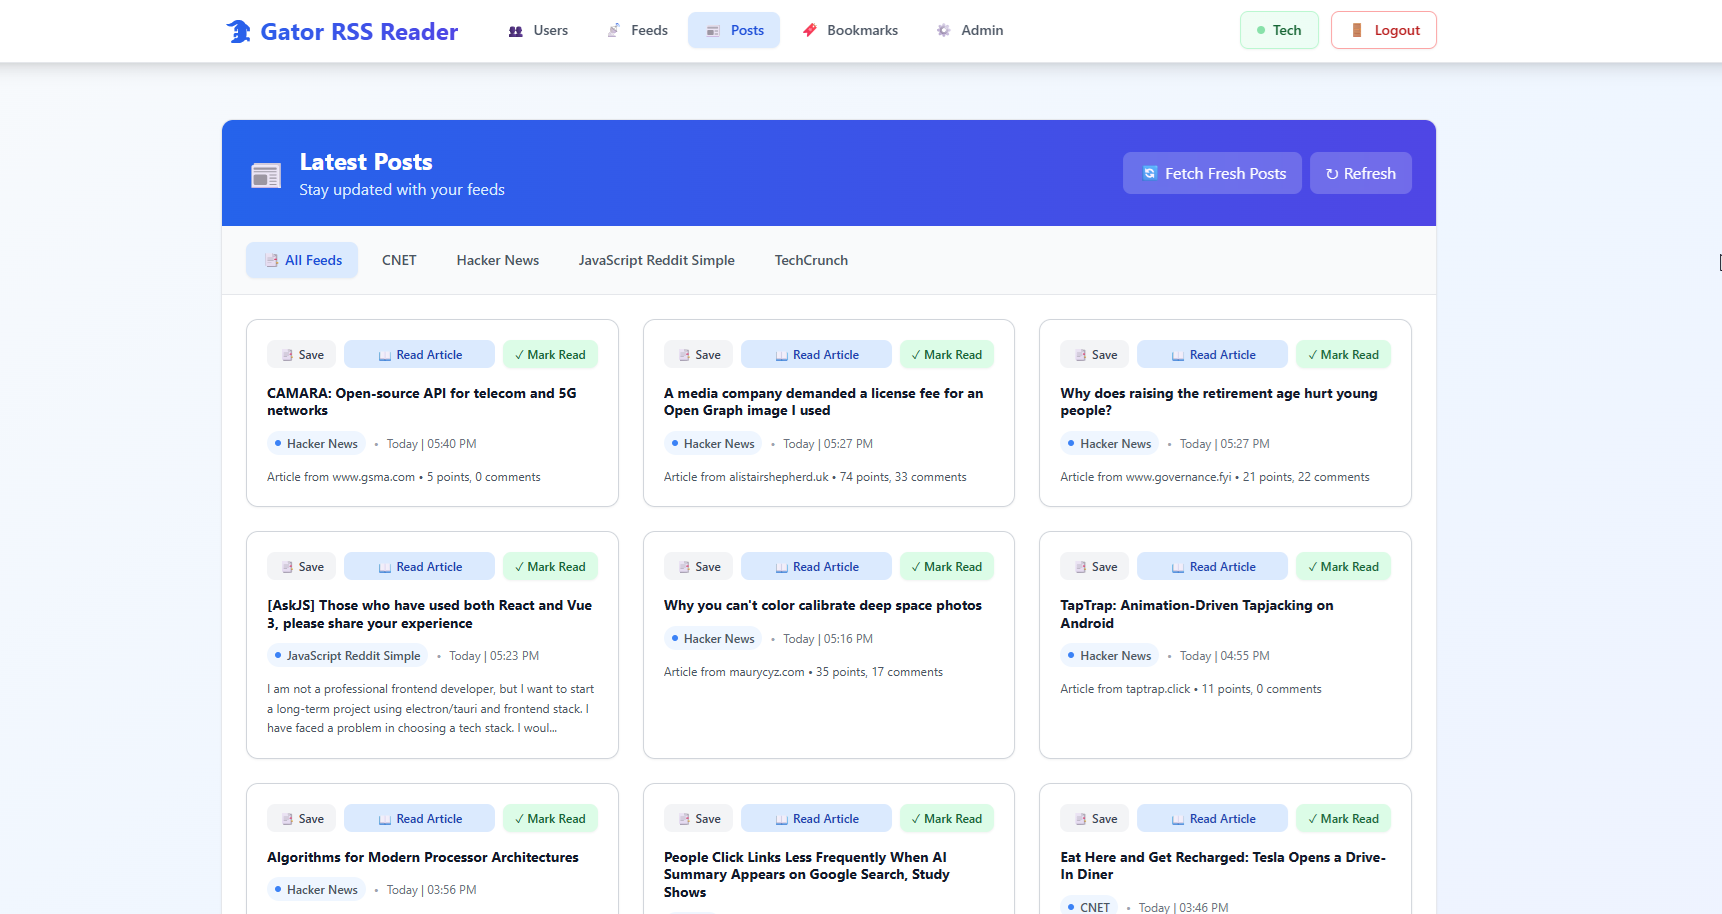 Gator RSS Reader
Users
Feeds
Posts
Bookmarks
Admin
Tech
Logout
Latest Posts
Stay updated with your feeds
Fetch Fresh Posts
↻ Refresh
All Feeds
CNET
Hacker News
JavaScript Reddit Simple
TechCrunch
Save
Read Article
✓ Mark Read
CAMARA: Open-source API for telecom and 5G
networks
Hacker News • Today | 05:40 PM
Article from www.gsma.com • 5 points, 0 comments
Save
Read Article
✓ Mark Read
A media company demanded a license fee for an
Open Graph image I used
Hacker News • Today | 05:27 PM
Article from alistairshepherd.uk • 74 points, 33 comments
Save
Read Article
✓ Mark Read
Why does raising the retirement age hurt young
people?
Hacker News • Today | 05:27 PM
Article from www.governance.fyi • 21 points, 22 comments
Save
Read Article
✓ Mark Read
[AskJS] Those who have used both React and Vue
3, please share your experience
JavaScript Reddit Simple • Today | 05:23 PM
I am not a professional frontend developer, but I want to start
a long-term project using electron/tauri and frontend stack. I
have faced a problem in choosing a tech stack. I woul...
Save
Read Article
✓ Mark Read
Why you can't color calibrate deep space photos
Hacker News • Today | 05:16 PM
Article from maurycyz.com • 35 points, 17 comments
Save
Read Article
✓ Mark Read
TapTrap: Animation-Driven Tapjacking on
Android
Hacker News • Today | 04:55 PM
Article from taptrap.click • 11 points, 0 comments
Save
Read Article
✓ Mark Read
Algorithms for Modern Processor Architectures
Hacker News • Today | 03:56 PM
Save
Read Article
✓ Mark Read
People Click Links Less Frequently When AI
Summary Appears on Google Search, Study
Shows
Save
Read Article
✓ Mark Read
Eat Here and Get Recharged: Tesla Opens a Drive-
In Diner
CNET • Today | 03:46 PM